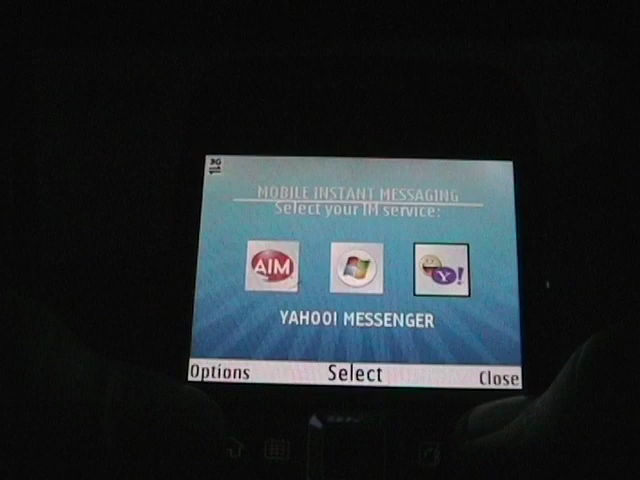 3G
MOBILE INSTANT MESSAGING
Select your IM service:
AIM
Y!
YAHOO! MESSENGER
Options Select Close